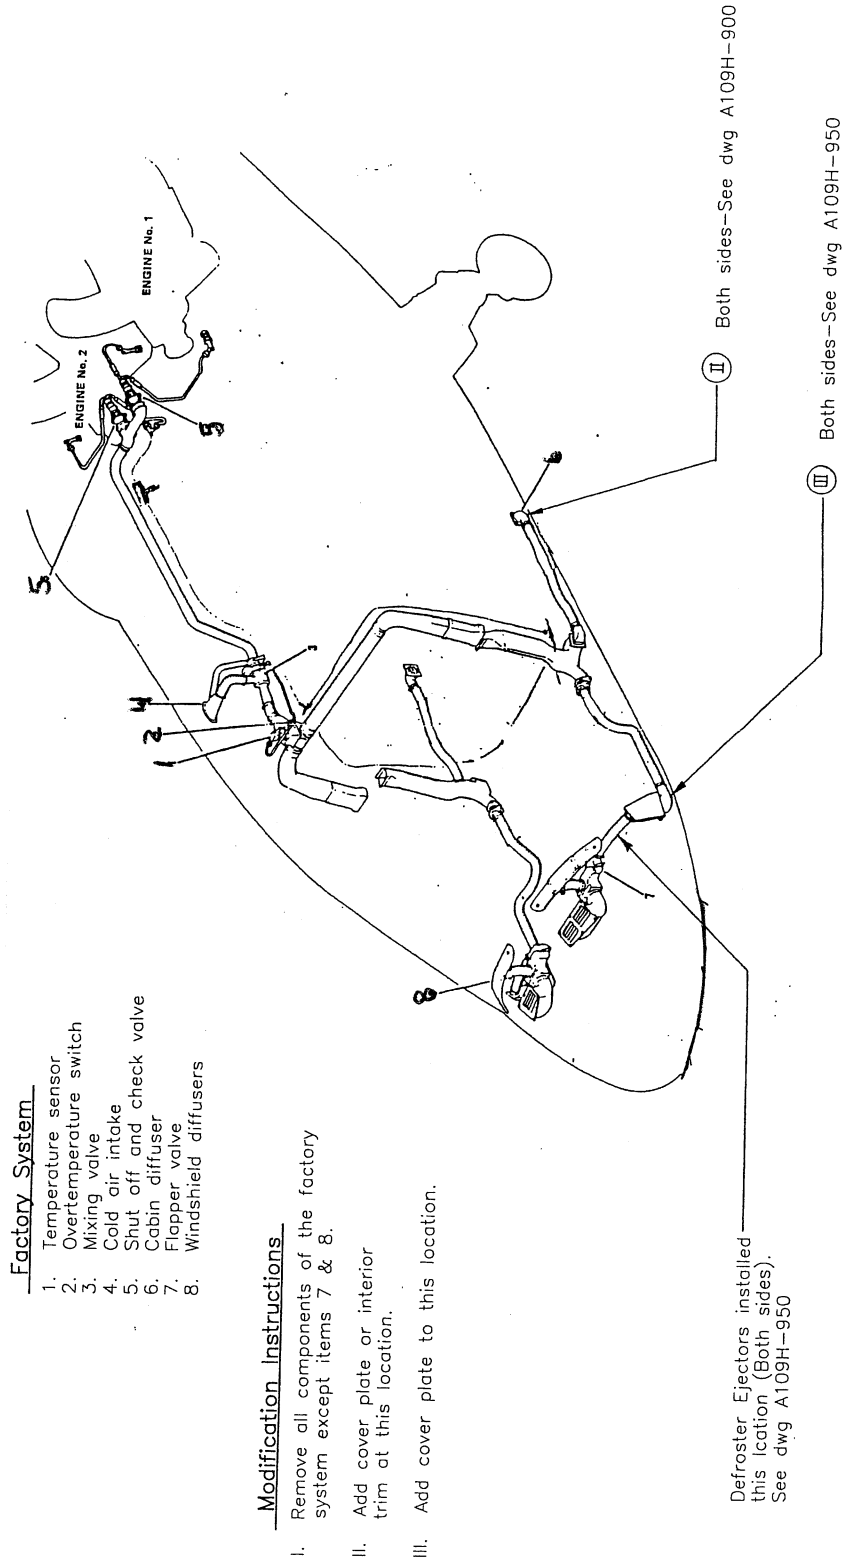 Factory System
1. Temperature sensor
2. Overtemperature switch
3. Mixing valve
4. Cold air intake
5. Shut off and check valve
6. Cabin diffuser
7. Flapper valve
8. Windshield diffusers
Modification Instructions
I. Remove all components of the factory
system except items 7 & 8.
II. Add cover plate or interior
trim at this location.
III. Add cover plate to this location.
Defroster Ejectors installed
this lcation (Both sides).
See dwg A109H-950
ENGINE No. 2
ENGINE No. 1
5
5
4
3
2
1
8
7
II Both sides-See dwg A109H-900
III Both sides-See dwg A109H-950